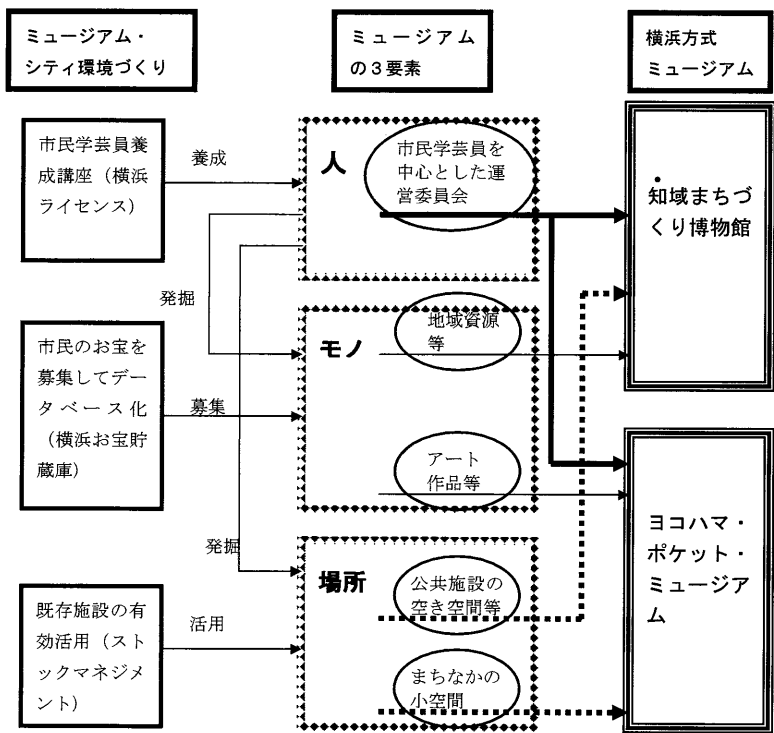 ミュージアム・
シティ環境づくり
ミュージアム
の3要素
横浜方式
ミュージアム
市民学芸員養
成講座（横浜
ライセンス）
養成
人
市民学芸員を
中心とした運
営委員会
知域まちづ
くり博物館
発掘
市民のお宝を
募集してデー
タベース化
（横浜お宝貯
蔵庫）
募集
モノ
地域資源
等
アート
作品等
ヨコハマ・
ポケット・
ミュージア
ム
発掘
既存施設の有
効活用（スト
ックマネジメ
ント）
活用
場所
公共施設の
空き空間等
まちなかの
小空間